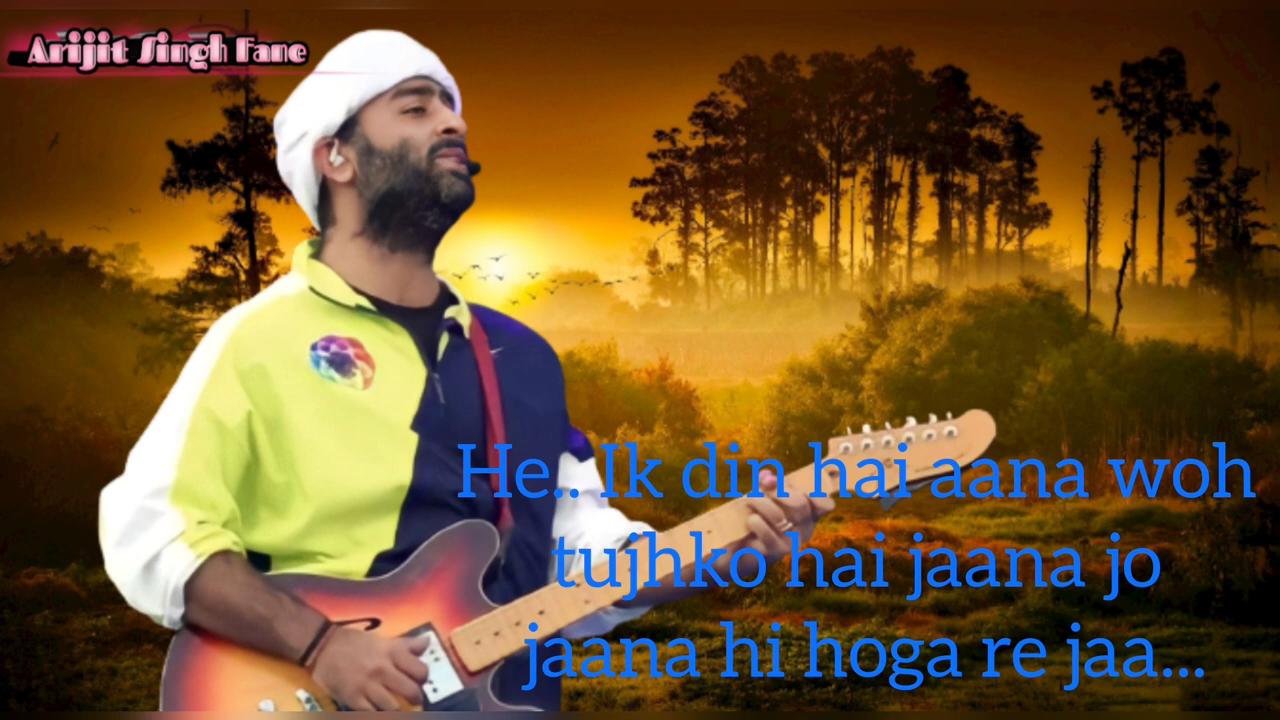 Arijit Singh Fane
He.. Ik din hai aana woh
tujhko hai jaana jo
jaana hi hoga re jaa...